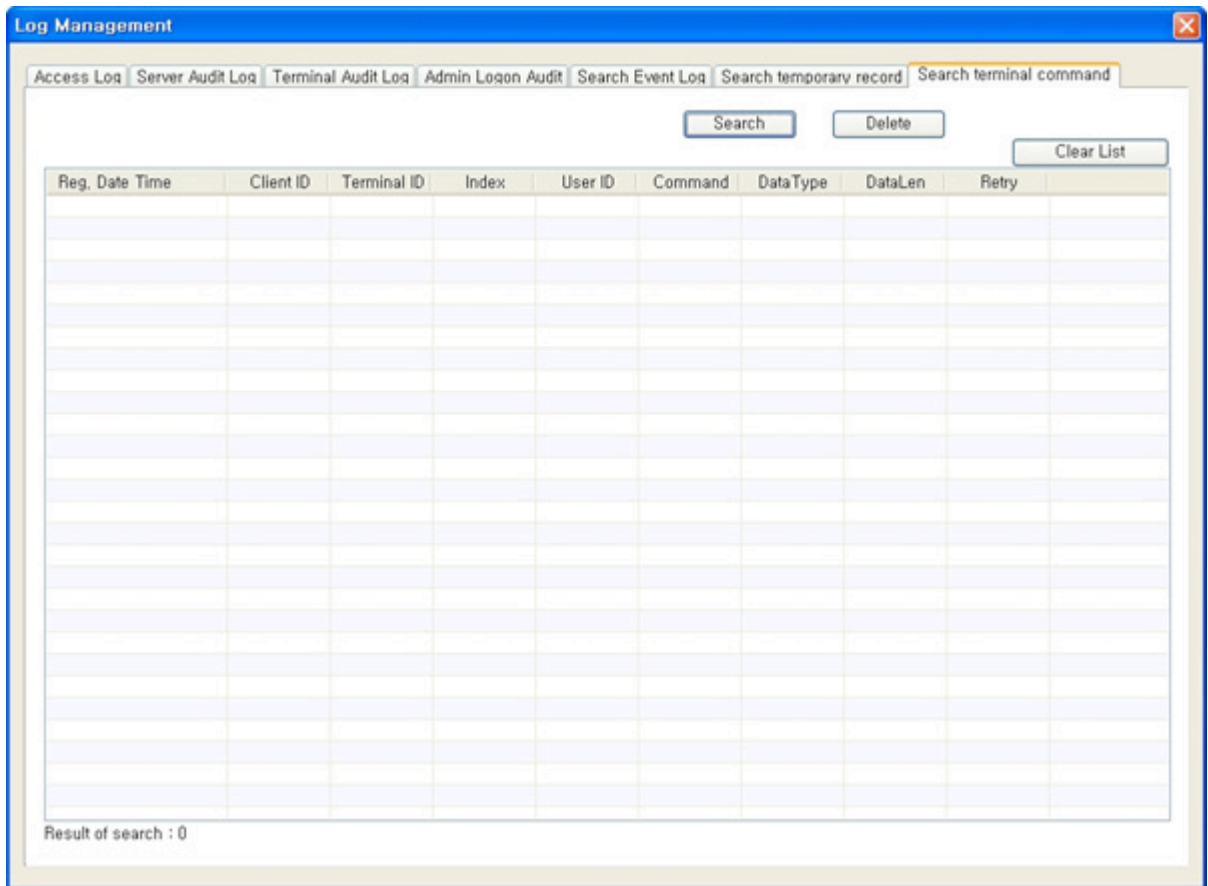 Log Management
Access Log Server Audit Log Terminal Audit Log Admin Logon Audit Search Event Log Search temporary record Search terminal command
Search Delete
Clear List
Reg. Date Time Client ID Terminal ID Index User ID Command DataType DataLen Retry
Result of search : 0